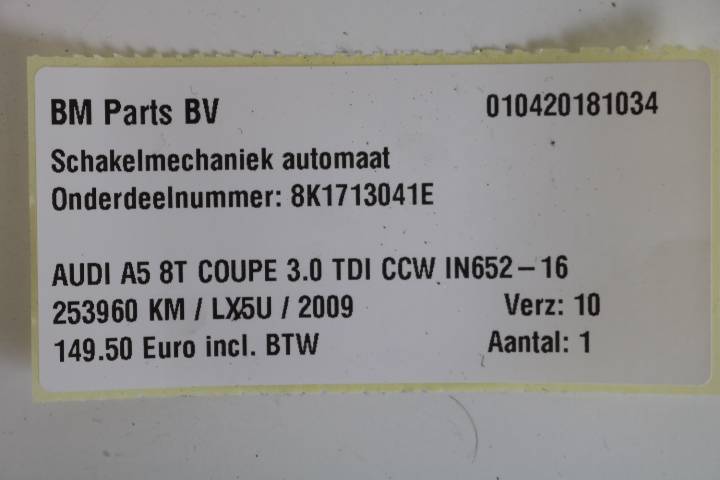 BM Parts BV 010420181034
Schakelmechaniek automaat
Onderdeelnummer: 8K1713041E
AUDI A5 8T COUPE 3.0 TDI CCW IN652-16
253960 KM / LX5U / 2009 Verz: 10
149.50 Euro incl. BTW Aantal: 1